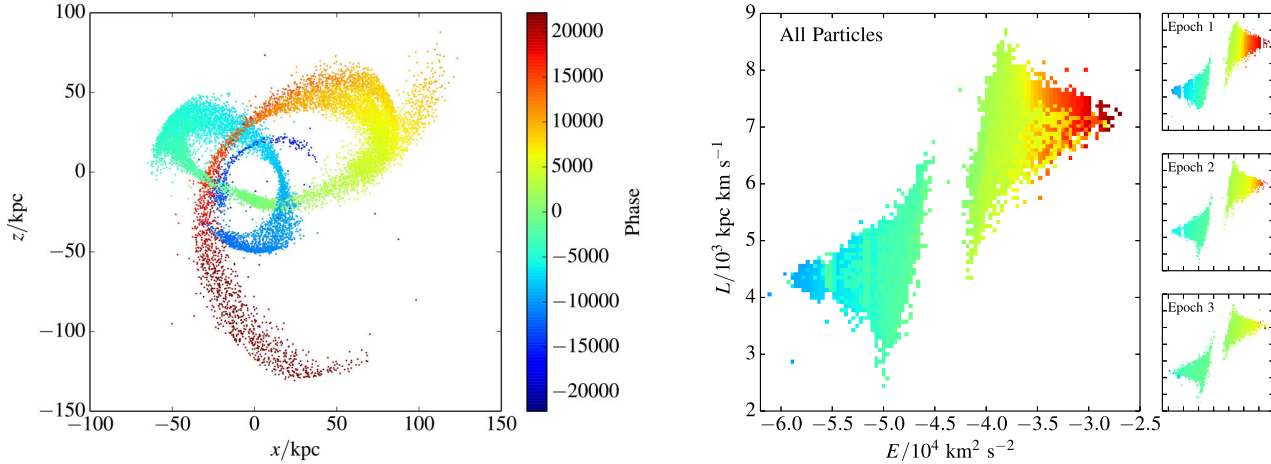 100
50
0
−50
−100
−150
z/kpc
−100 −50 0 50 100 150
x/kpc
20000
15000
10000
5000
0
−5000
−10000
−15000
−20000
Phase
All Particles
9
8
7
6
5
4
3
2
L/10³ kpc km s⁻¹
−6.0 −5.5 −5.0 −4.5 −4.0 −3.5 −3.0 −2.5
E/10⁴ km² s⁻²
Epoch 1
Epoch 2
Epoch 3